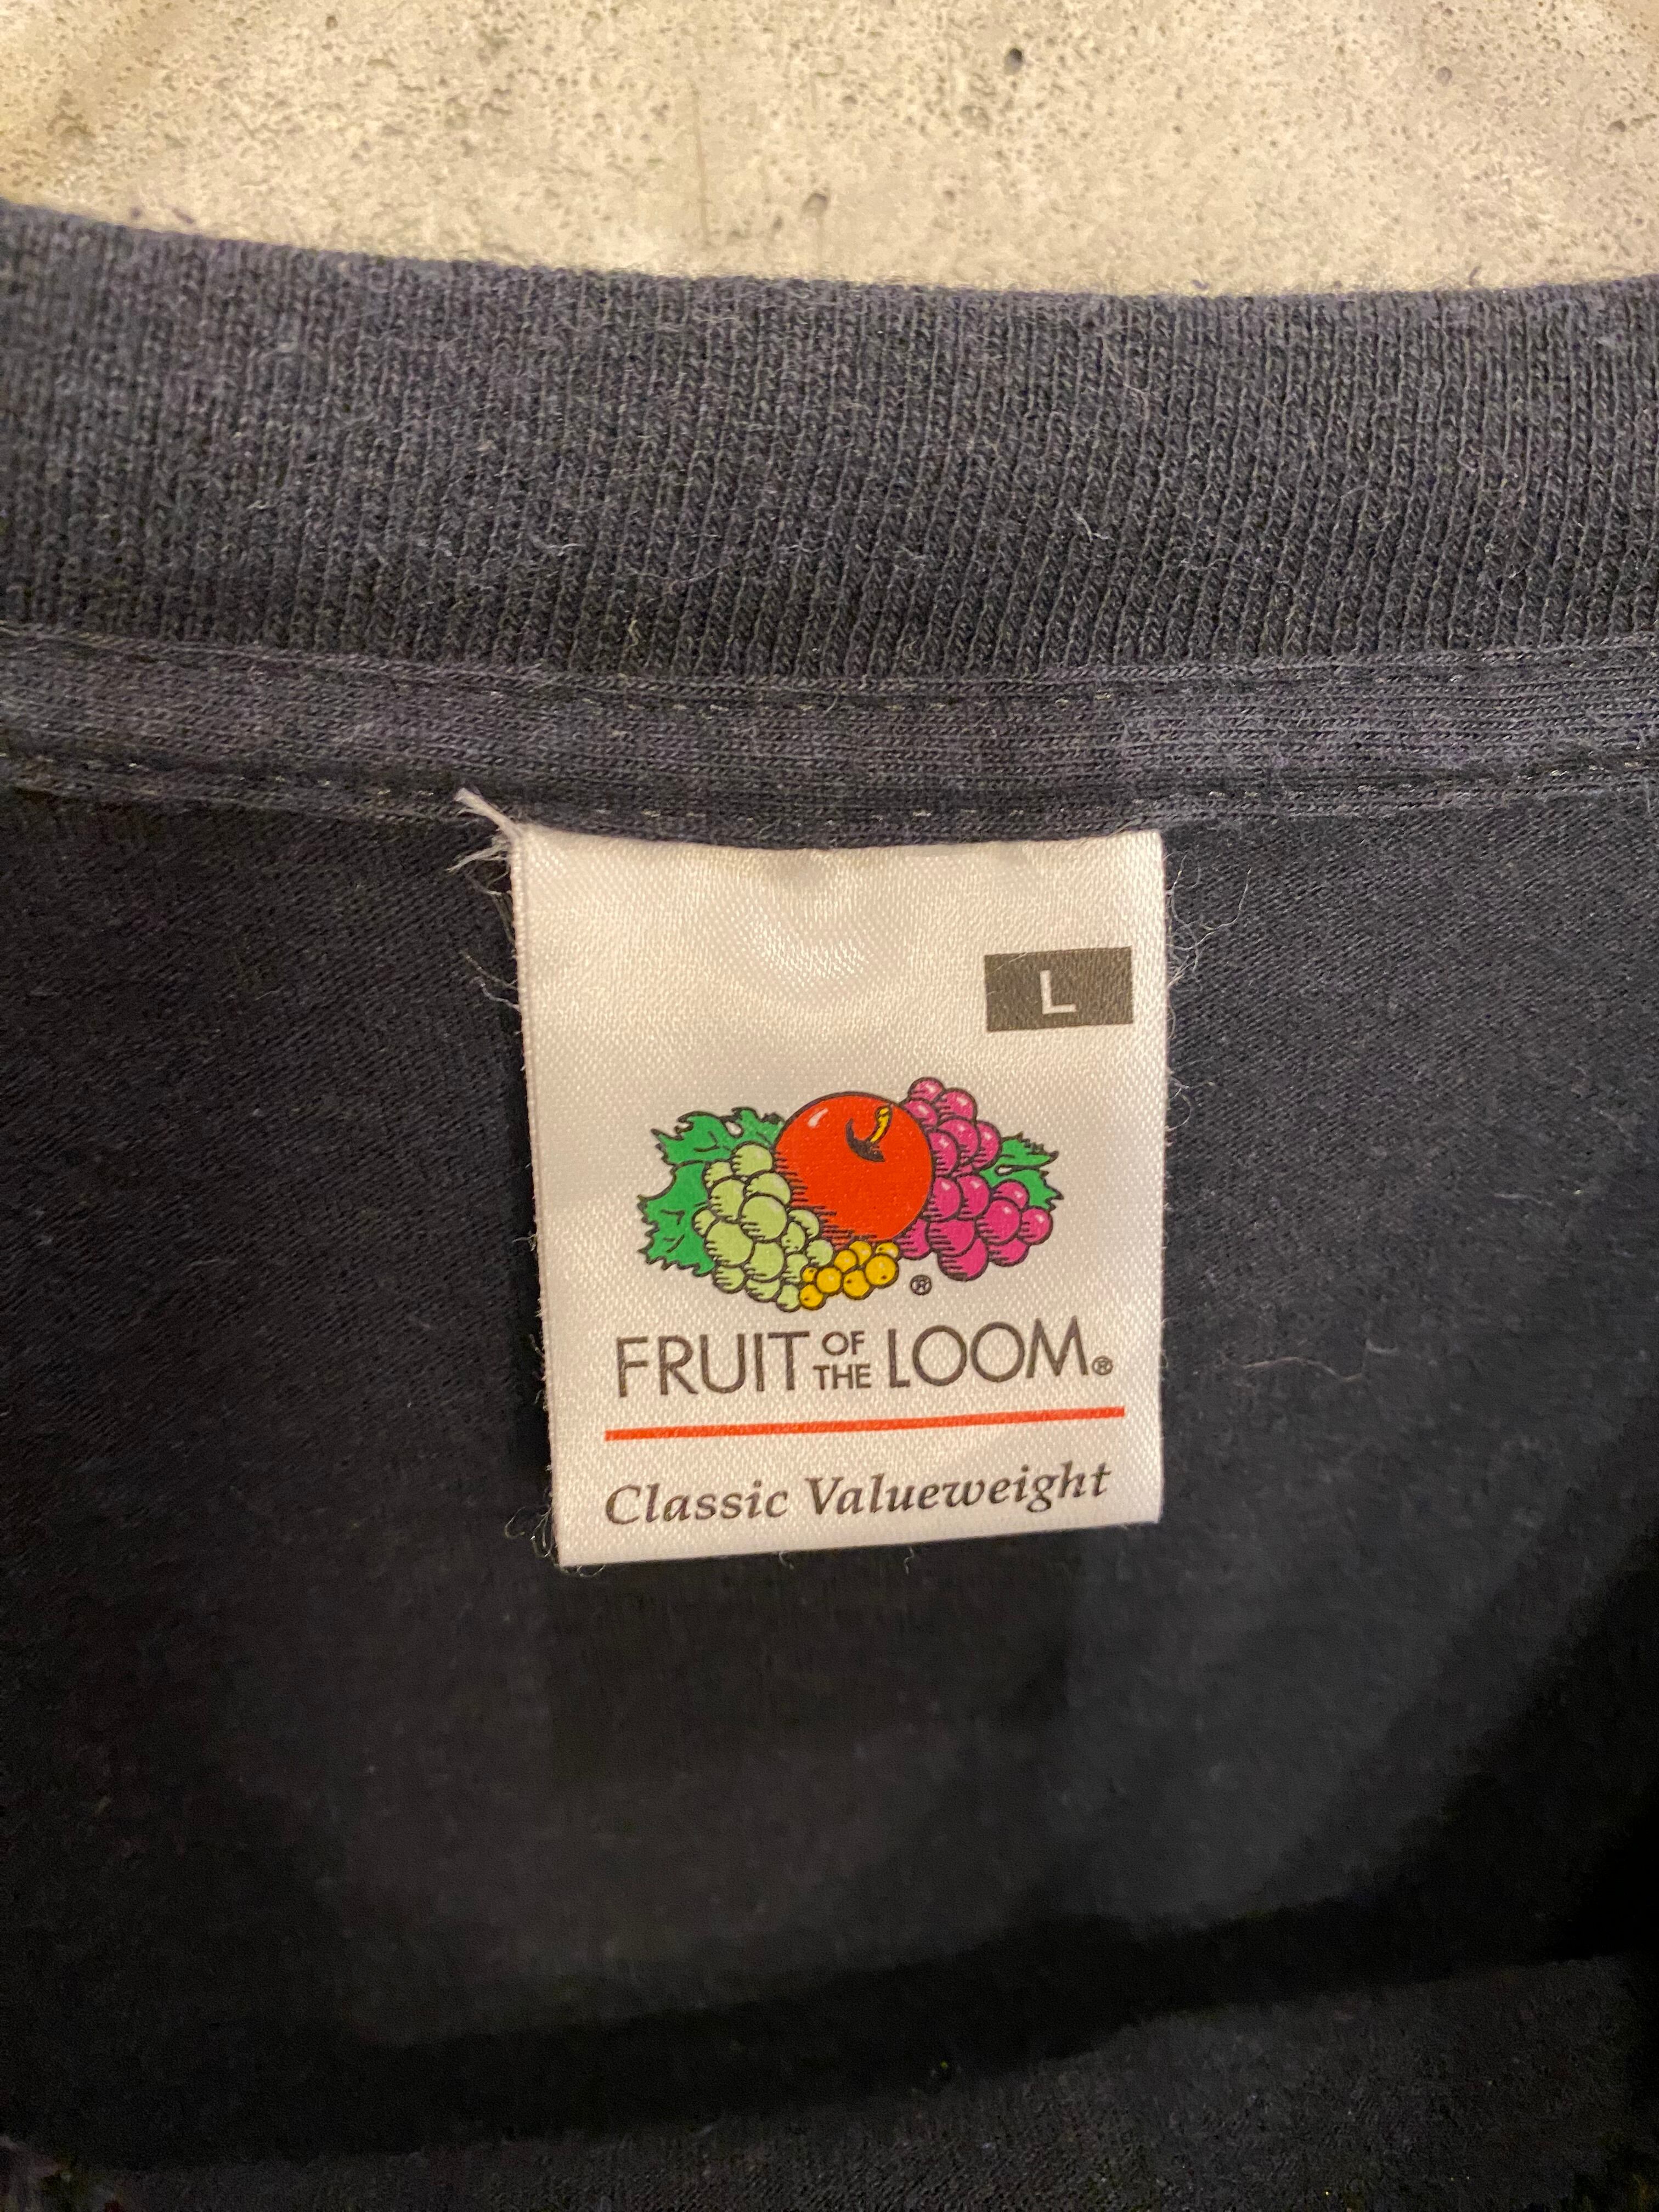 L
®
FRUIT OF THE LOOM®
Classic Valueweight